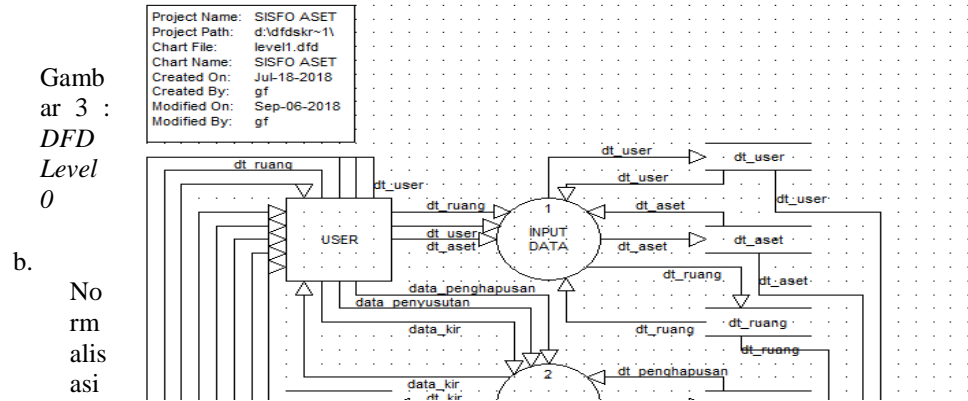 Project Name: SISFO ASET
Project Path: d:\dfdskr~1\
Chart File: level1.dfd
Chart Name: SISFO ASET
Created On: Jul-18-2018
Created By: gf
Modified On: Sep-06-2018
Modified By: gf
Gamb
ar 3 :
DFD
Level
0
b.
No
rm
alis
asi
dt_ruang
dt_user
USER
dt_ruang
dt_user
dt_aset
1
INPUT
DATA
dt_user
dt_user
dt_user
dt_user
dt_aset
dt_aset
dt_aset
dt_aset
dt_ruang
dt_ruang
dt_ruang
dt_ruang
data_penghapusan
data_penyusutan
data_kir
2
data_kir
dt_kir
dt_penghapusan